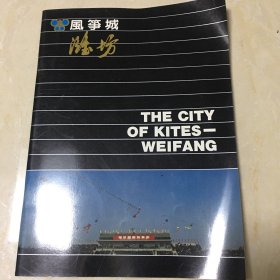 風箏城
潍坊
THE CITY
OF KITES—
WEIFANG